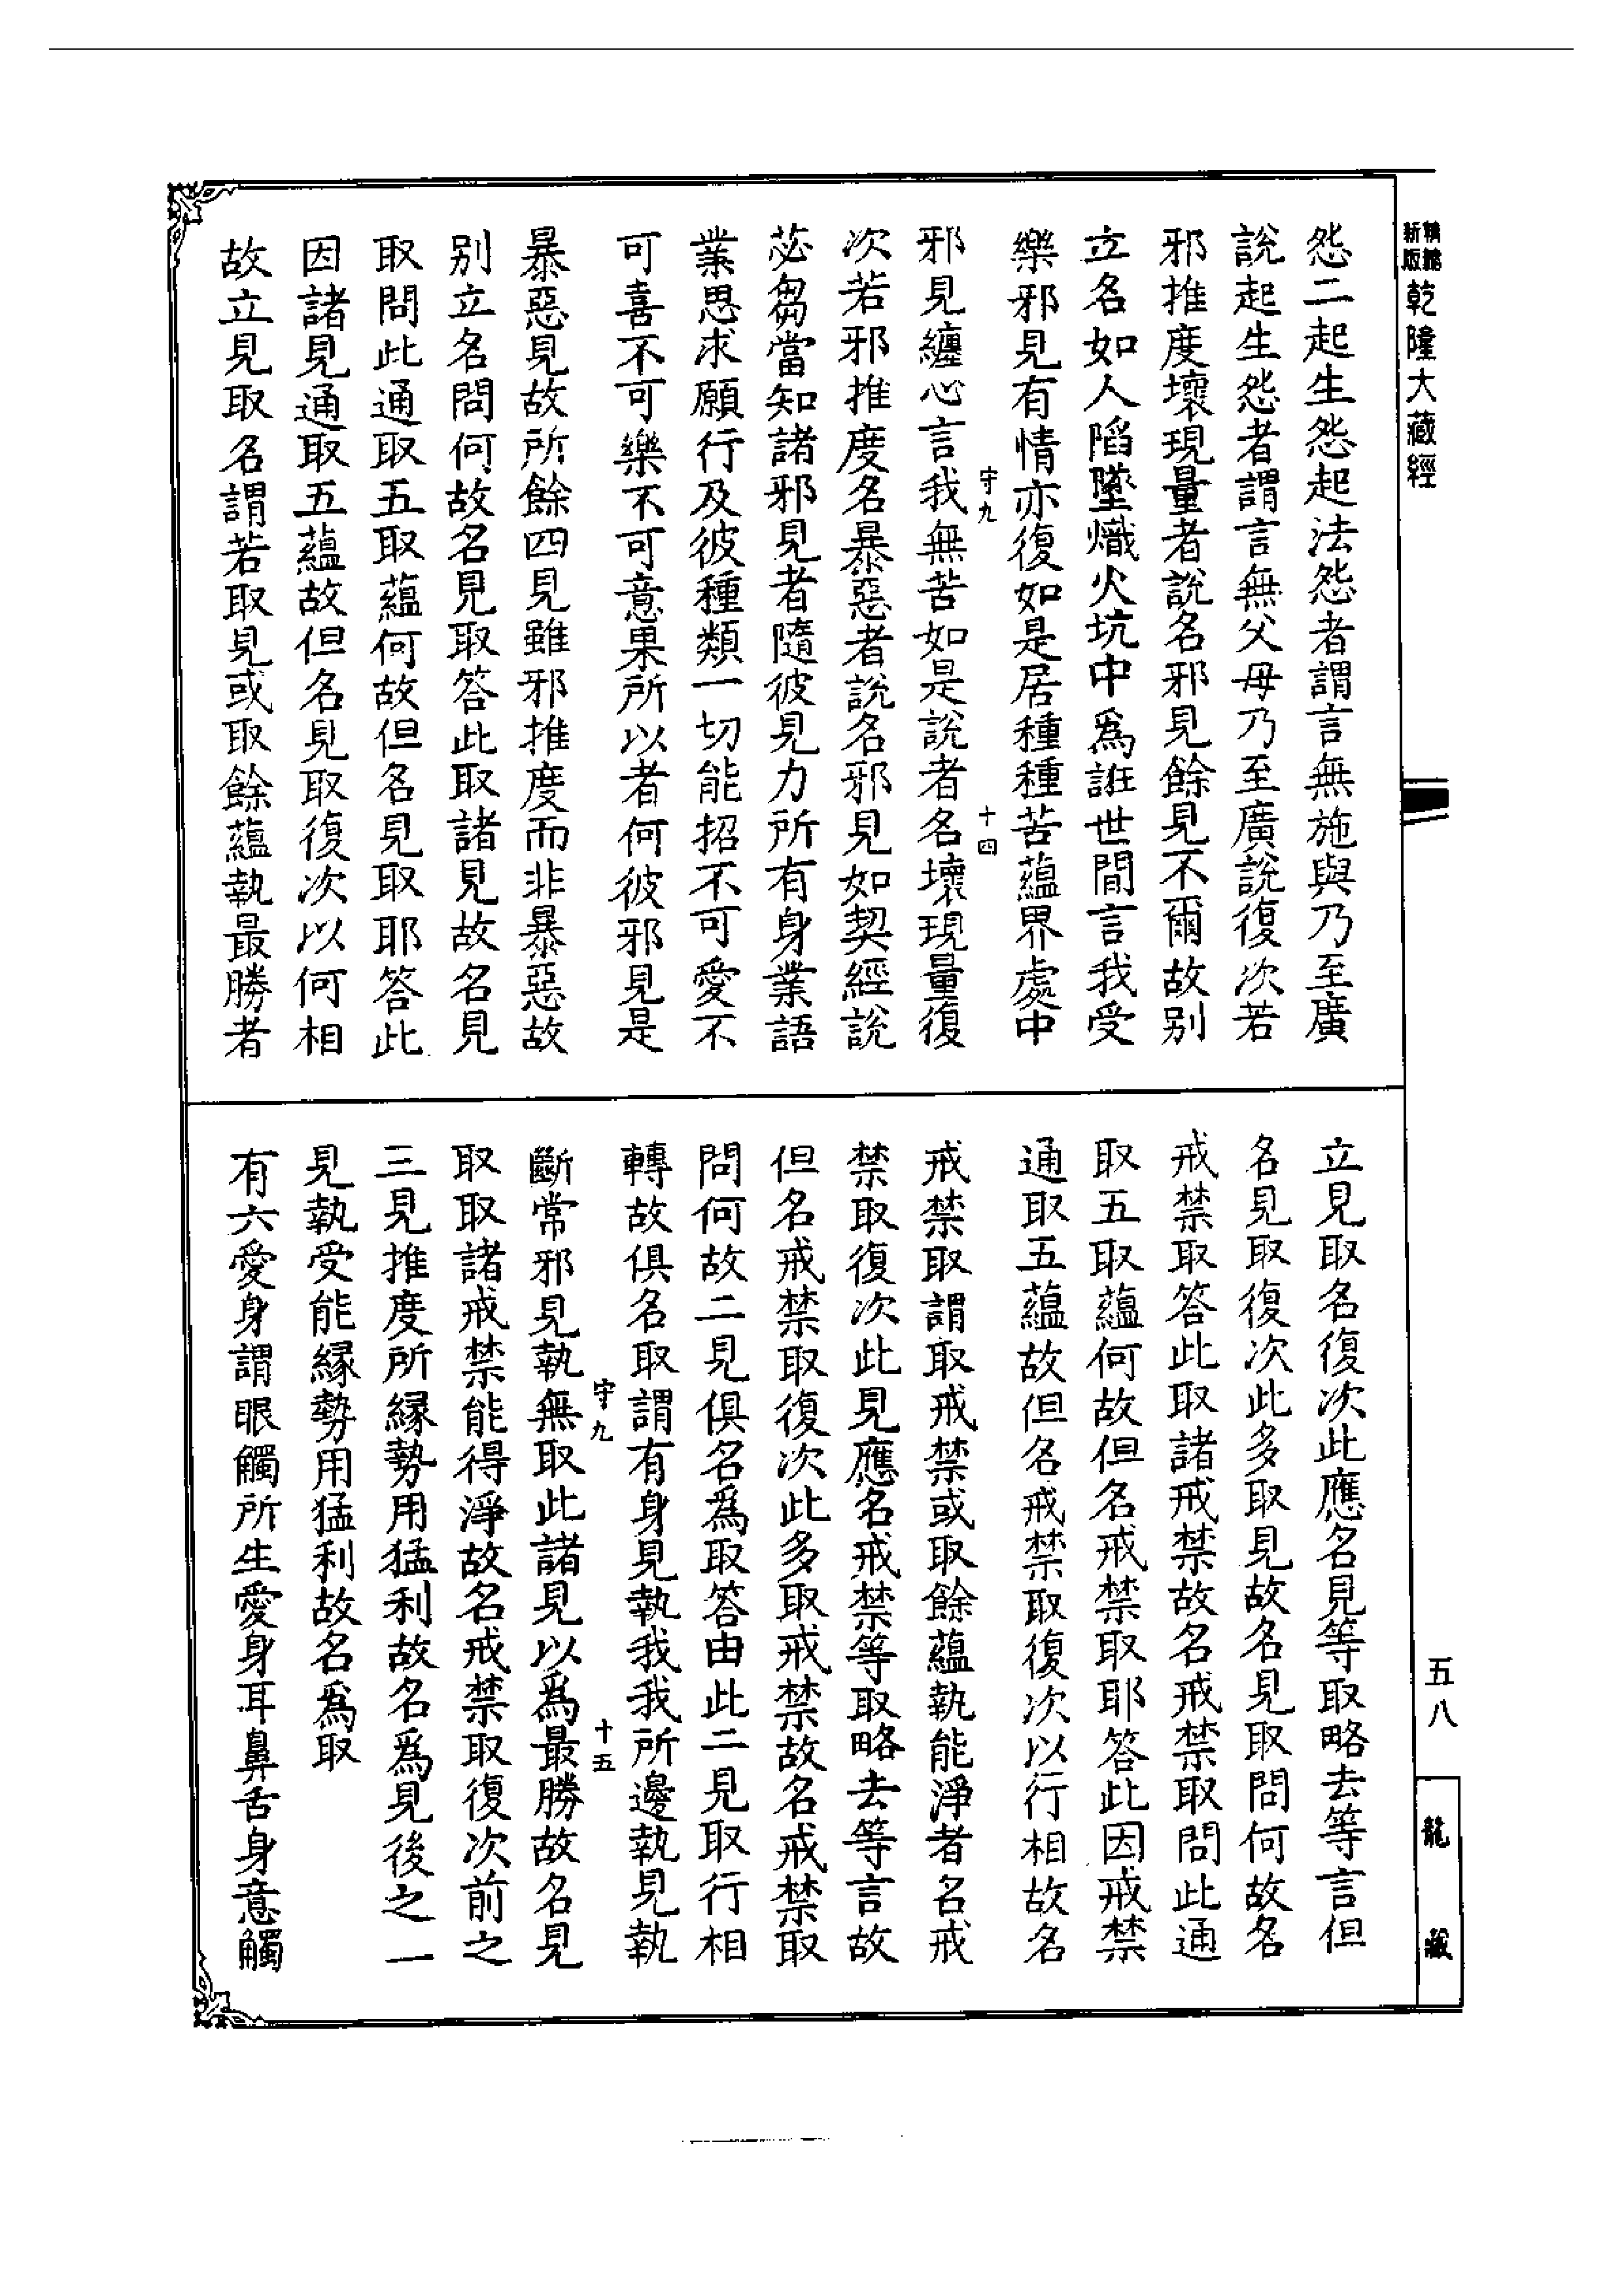 精縮新版乾隆大藏經
怨二起生怨起法怨者謂言無施與乃至廣
說起生怨者謂言無父母乃至廣說復次若
邪推度壞現量者說名邪見餘見不爾故別
立名如人陷墜熾火坑中爲誑世間言我受
樂邪見有情亦復如是居種種苦蘊界處中
守九 十四
邪見纏心言我無苦如是說者名壞現量復
次若邪推度名暴惡者說名邪見如契經說
苾芻當知諸邪見者隨彼見力所有身業語
業思求願行及彼種類一切能招不可愛不
可喜不可樂不可意果所以者何彼邪見是
暴惡見故所餘四見雖邪推度而非暴惡故
別立名問何故名見取答此取諸見故名見
取問此通取五取蘊何故但名見取耶答此
因諸見通取五蘊故但名見取復次以何相
故立見取名謂若取見或取餘蘊執最勝者
立見取名復次此應名見等取略去等言但
名見取復次此多取見故名見取問何故名
戒禁取答此取諸戒禁故名戒禁取問此通
取五取蘊何故但名戒禁取耶答此因戒禁
通取五蘊故但名戒禁取復次以行相故名
戒禁取謂取戒禁或取餘蘊執能淨者名戒
禁取復次此見應名戒禁等取略去等言故
但名戒禁取復次此多取戒禁故名戒禁取
問何故二見俱名爲取答由此二見取行相
轉故俱名取謂有身見執我我所邊執見執
守九 十五
斷常邪見執無取此諸見以爲最勝故名見
取取諸戒禁能得淨故名戒禁取復次前之
三見推度所緣勢用猛利故名爲見後之一
見執受能緣勢用猛利故名爲取
有六愛身謂眼觸所生愛身耳鼻舌身意觸
五八
龍藏